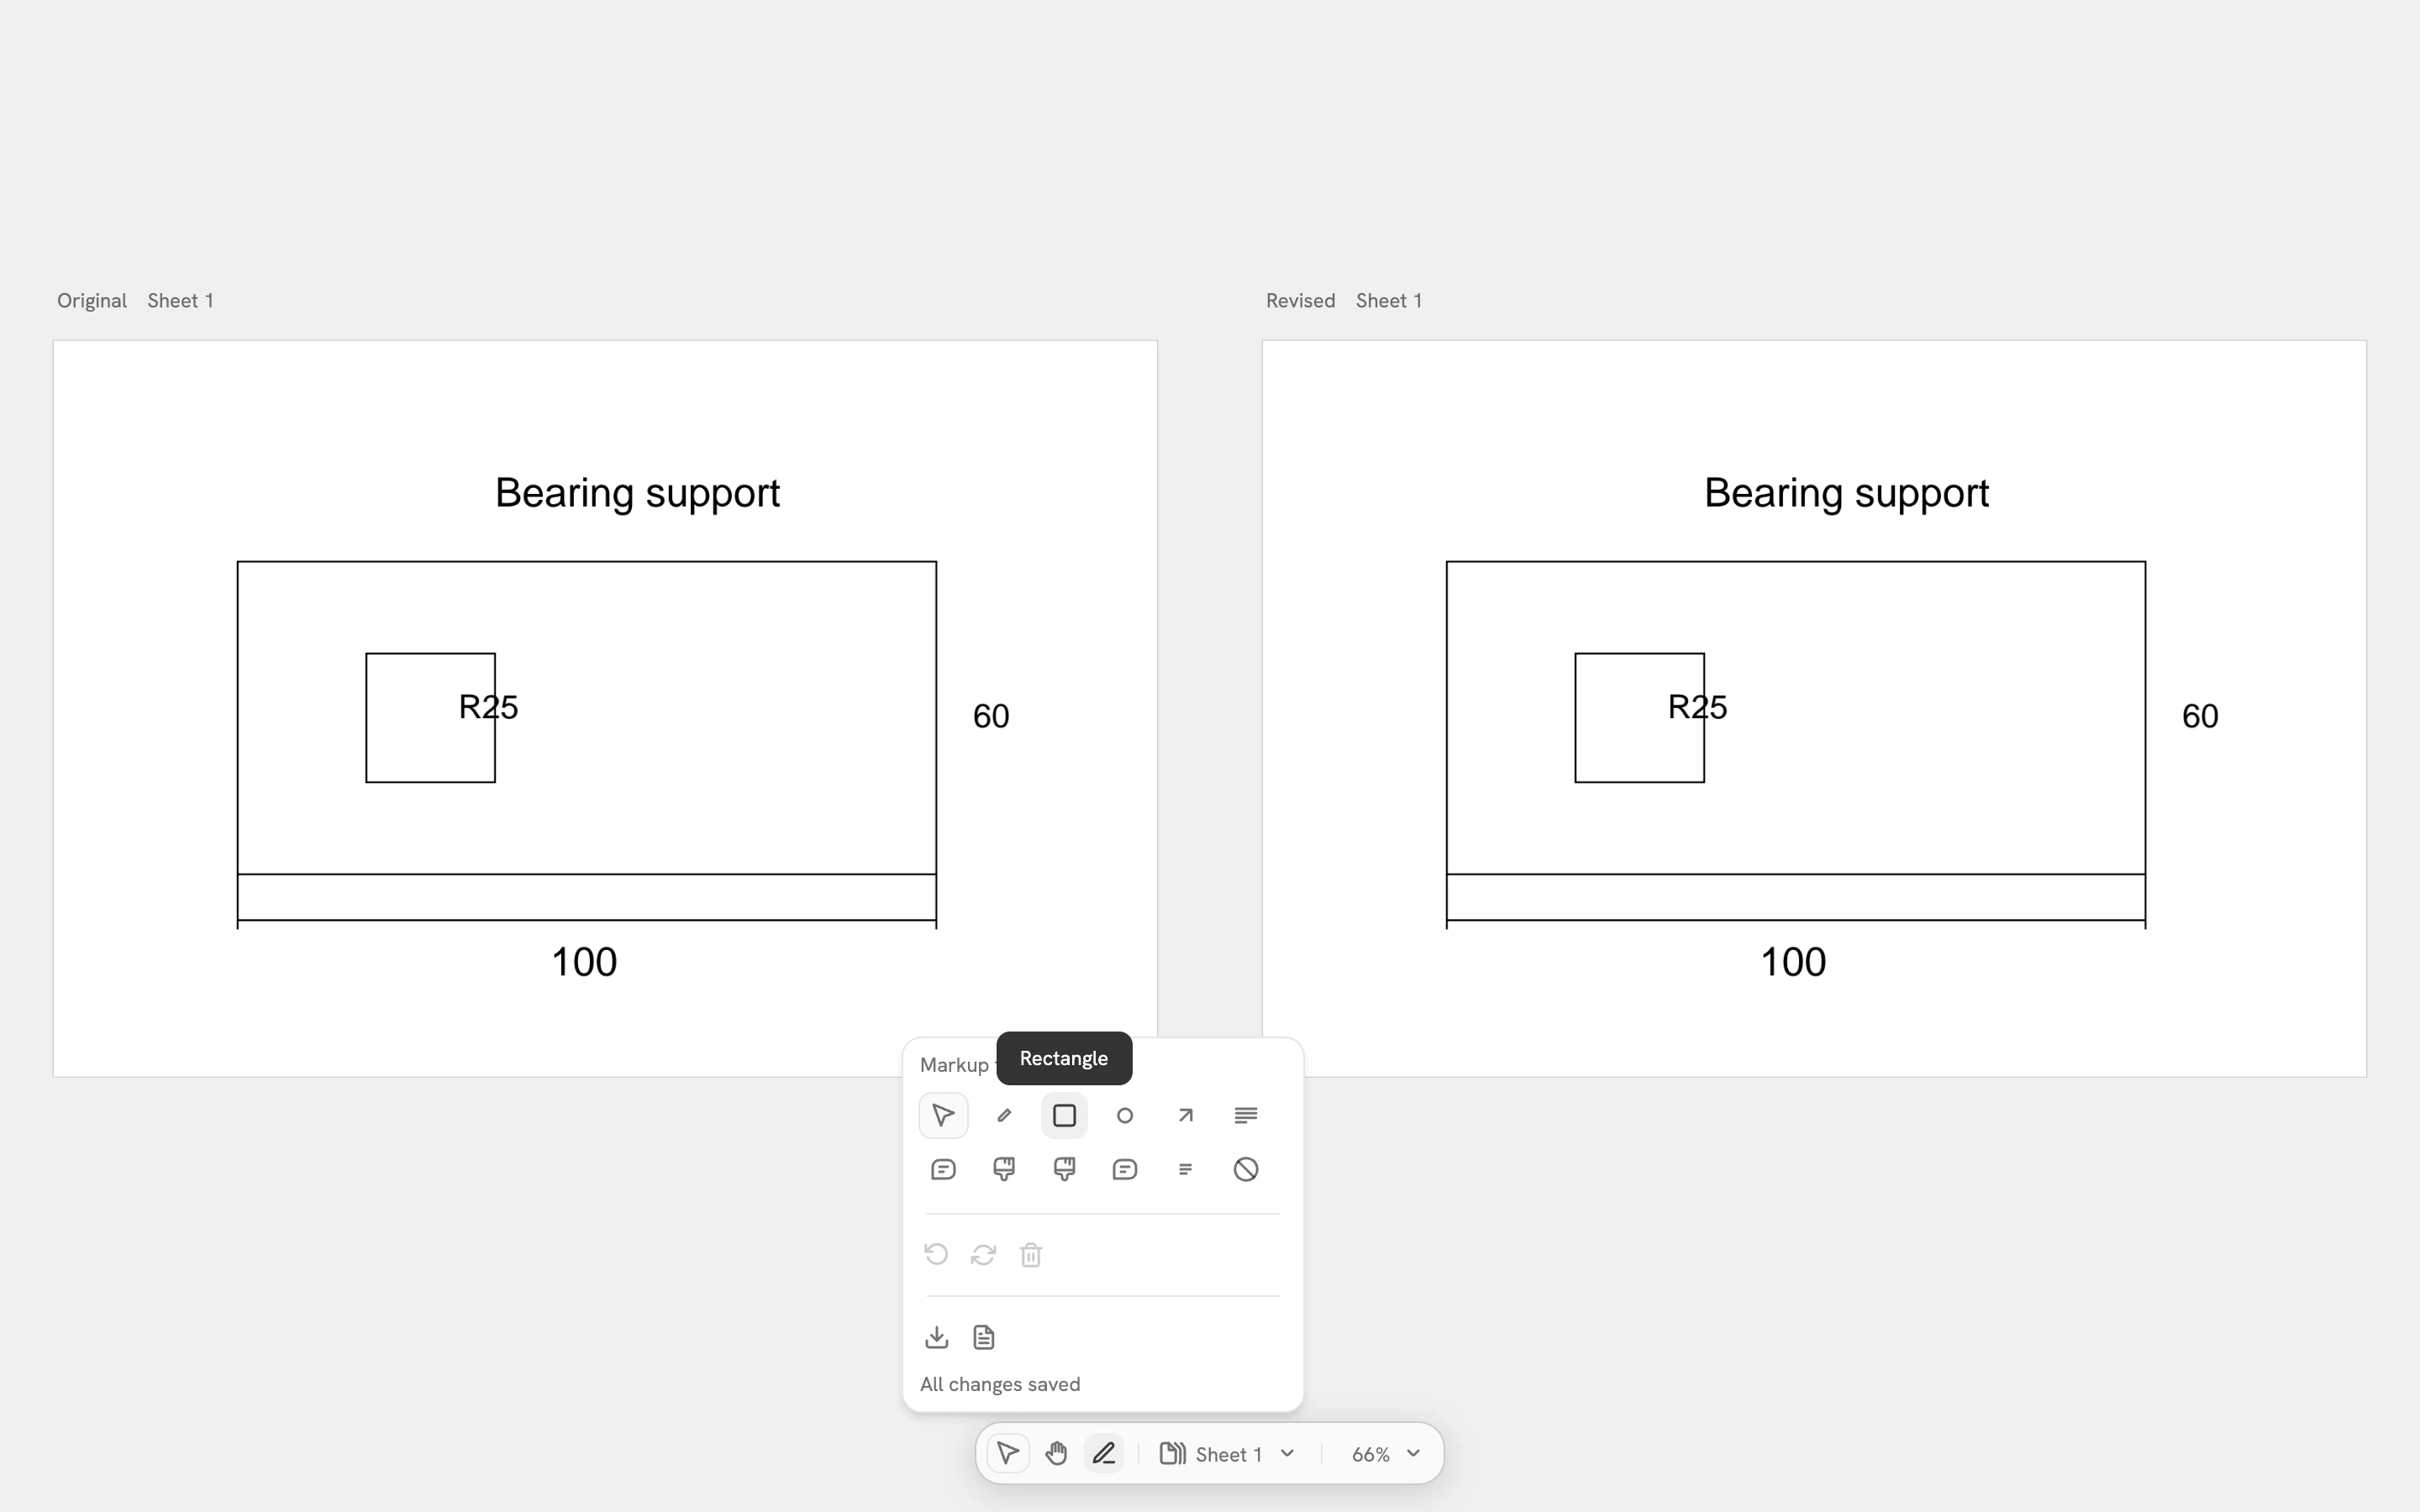 Original Sheet 1
Revised Sheet 1
Bearing support
R25
60
100
Bearing support
R25
60
100
Markup
Rectangle
All changes saved
Sheet 1
66%